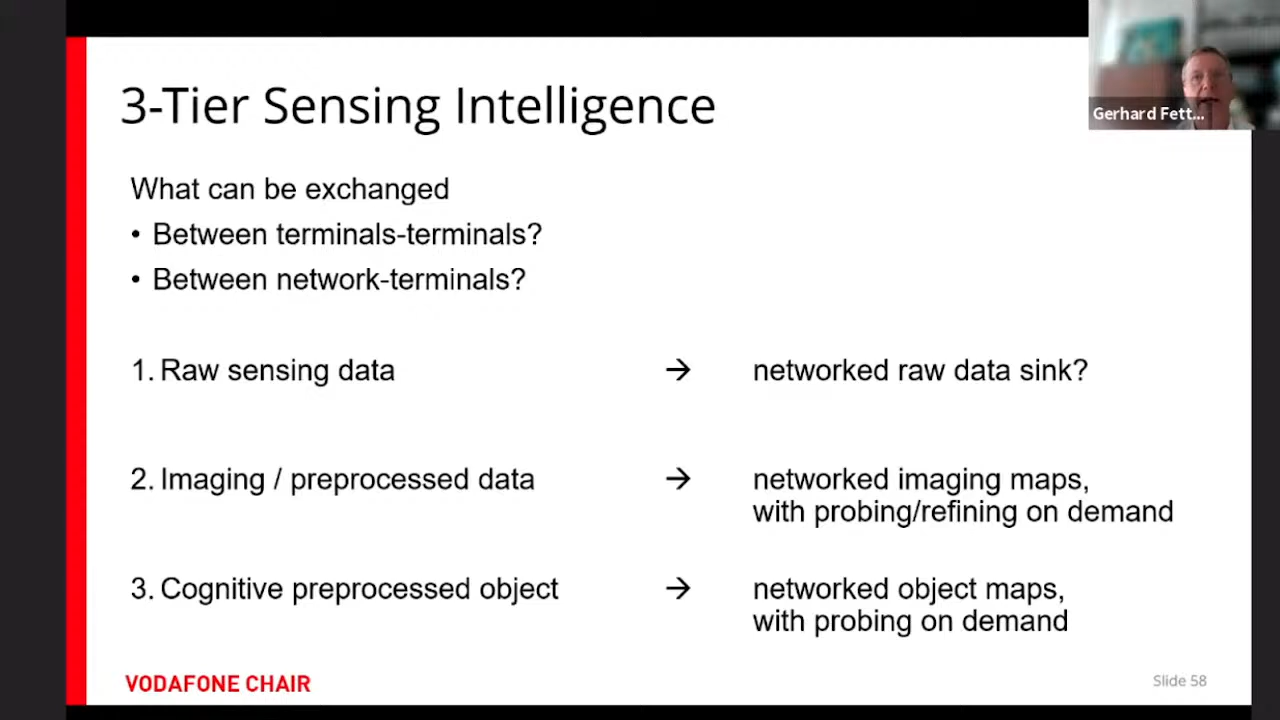 3-Tier Sensing Intelligence
Gerhard Fett...
What can be exchanged
• Between terminals-terminals?
• Between network-terminals?
1. Raw sensing data → networked raw data sink?
2. Imaging / preprocessed data → networked imaging maps,
with probing/refining on demand
3. Cognitive preprocessed object → networked object maps,
with probing on demand
VODAFONE CHAIR
Slide 58